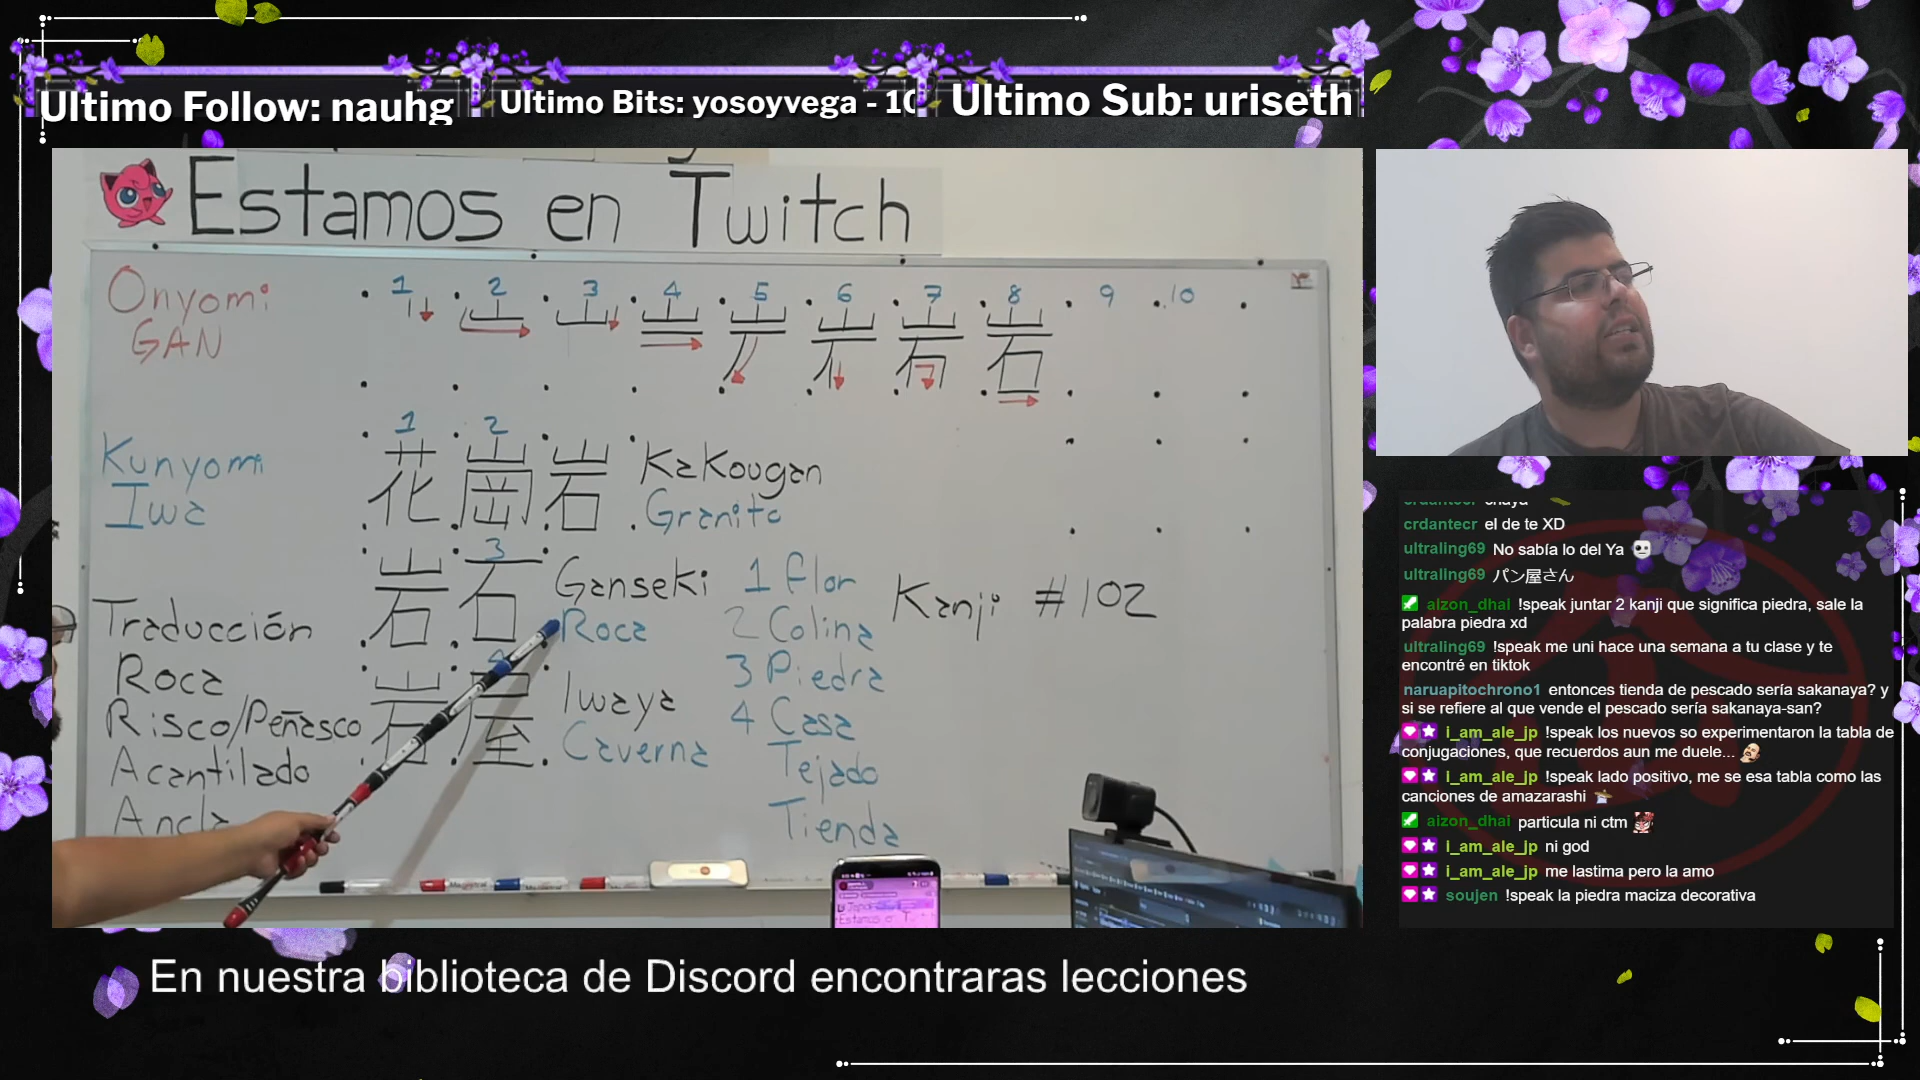 Ultimo Follow: nauhg
Ultimo Bits: yosoyvega - 10
Ultimo Sub: uriseth
Estamos en Twitch
Onyomi
GAN
1 2 3 4 5 6 7 8 9 10
山 山 岩
Kunyomi
Iwa
1 2
花岡岩 Kakougan
Granito
3
岩石 Ganseki
Roca
岩屋 Iwaya
Caverna
1 flor
2 Colina
3 Piedra
4 Casa
Tejado
Tienda
Kanji #102
Traducción
Roca
Risco/Peñasco
Acantilado
Ancla
crdantecr el de te XD
ultraling69 No sabía lo del Ya
ultraling69 パン屋さん
aizon_dhai !speak juntar 2 kanji que significa piedra, sale la
palabra piedra xd
ultraling69 !speak me uni hace una semana a tu clase y te
encontré en tiktok
naruapitochrono1 entonces tienda de pescado sería sakanaya? y
si se refiere al que vende el pescado sería sakanaya-san?
i_am_ale_jp !speak los nuevos so experimentaron la tabla de
conjugaciones, que recuerdos aun me duele...
i_am_ale_jp !speak lado positivo, me se esa tabla como las
canciones de amazarashi
aizon_dhai particula ni ctm
i_am_ale_jp ni god
i_am_ale_jp me lastima pero la amo
soujen !speak la piedra maciza decorativa
En nuestra biblioteca de Discord encontraras lecciones